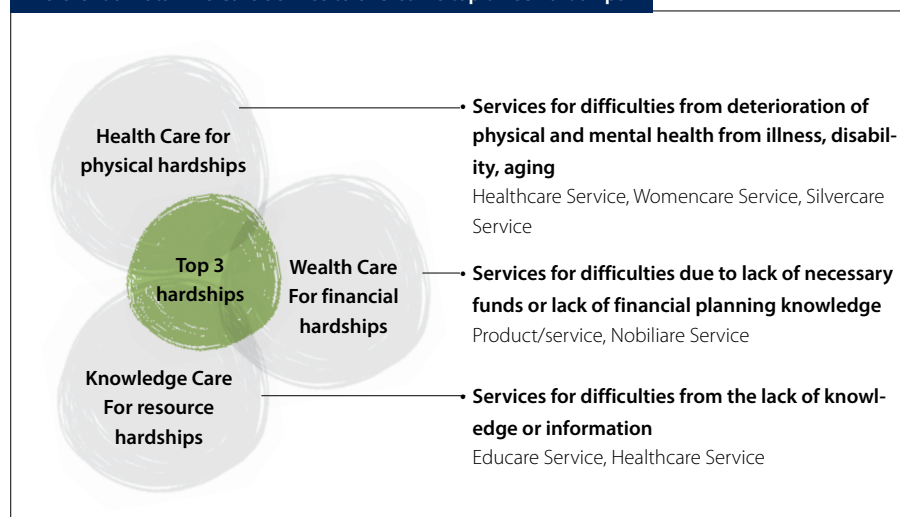 Health Care for
physical hardships
Top 3
hardships
Wealth Care
For financial
hardships
Knowledge Care
For resource
hardships
• Services for difficulties from deterioration of
physical and mental health from illness, disabil-
ity, aging
Healthcare Service, Womencare Service, Silvercare
Service
• Services for difficulties due to lack of necessary
funds or lack of financial planning knowledge
Product/service, Nobiliare Service
• Services for difficulties from the lack of knowl-
edge or information
Educare Service, Healthcare Service